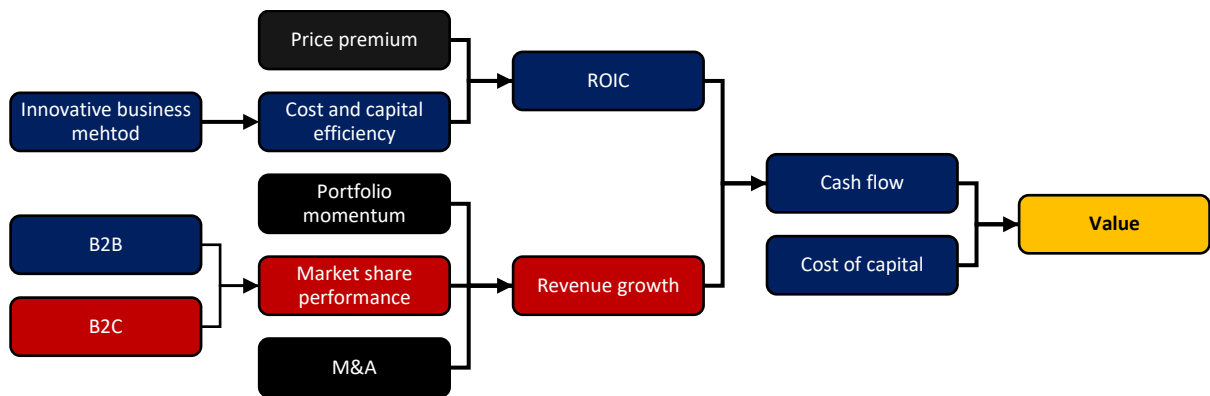 Price premium
ROIC
Innovative business
mehtod
Cost and capital
efficiency
Cash flow
Portfolio
momentum
Value
B2B
Cost of capital
Market share
performance
Revenue growth
B2C
M&A